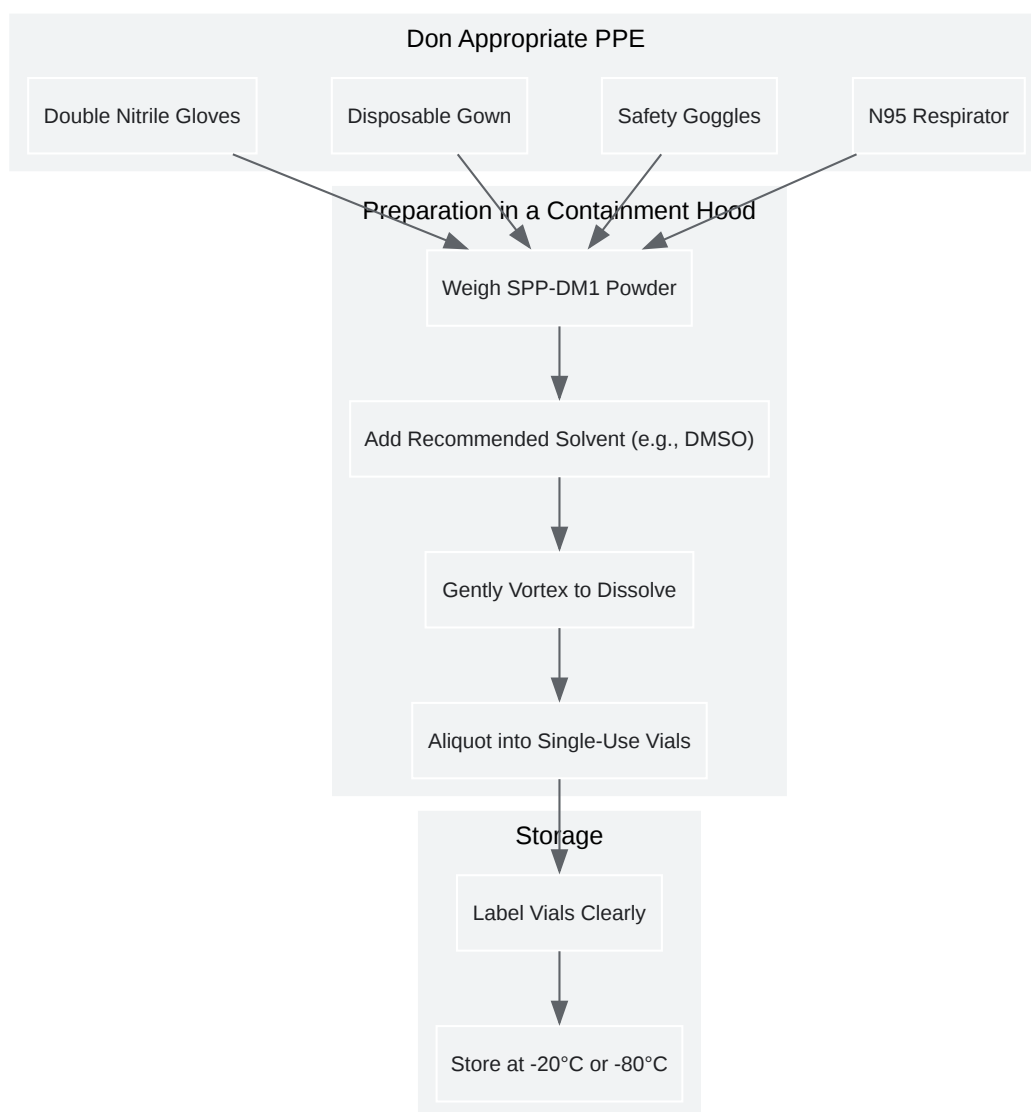 Don Appropriate PPE
Double Nitrile Gloves
Disposable Gown
Safety Goggles
N95 Respirator
Preparation in a Containment Hood
Weigh SPP-DM1 Powder
Add Recommended Solvent (e.g., DMSO)
Gently Vortex to Dissolve
Aliquot into Single-Use Vials
Storage
Label Vials Clearly
Store at -20°C or -80°C